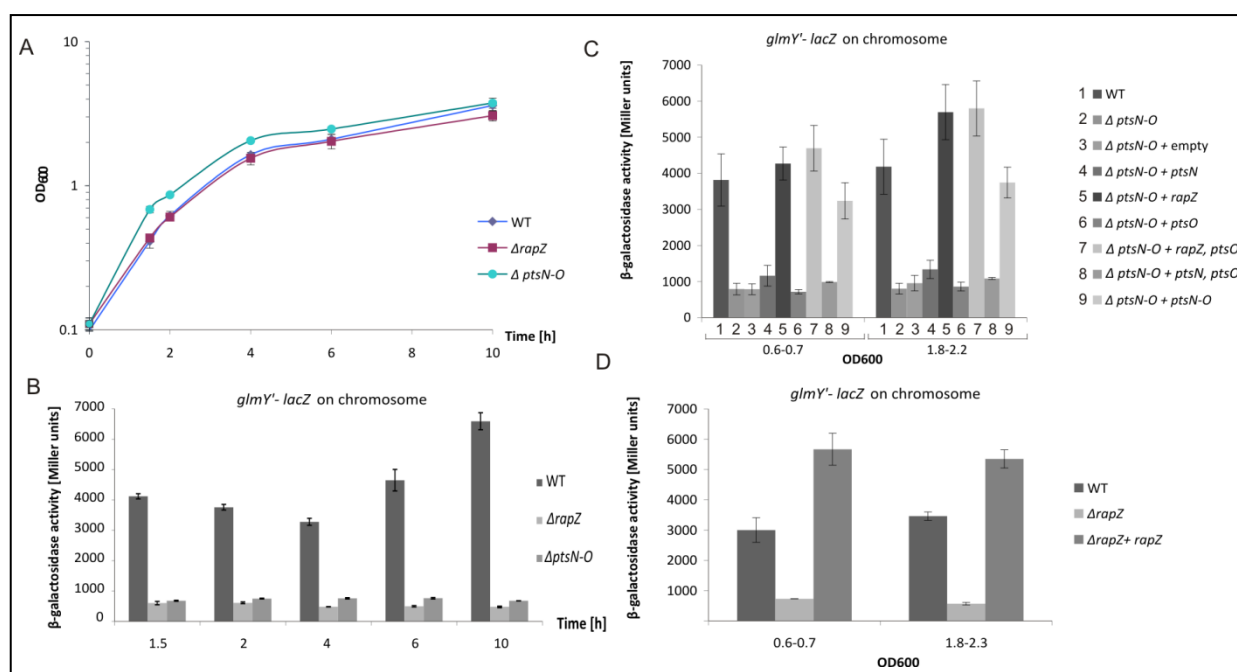 A
OD600
10
1
0.1
0
2
4
6
8
10
Time [h]
WT
ΔrapZ
Δ ptsN-O
B
glmY'- lacZ on chromosome
β-galactosidase activity [Miller units]
7000
6000
5000
4000
3000
2000
1000
0
1.5
2
4
6
10
Time [h]
WT
ΔrapZ
ΔptsN-O
C
glmY'- lacZ on chromosome
β-galactosidase activity [Miller units]
7000
6000
5000
4000
3000
2000
1000
0
1 2 3 4 5 6 7 8 9
1 2 3 4 5 6 7 8 9
0.6-0.7
1.8-2.2
OD600
1 WT
2 Δ ptsN-O
3 Δ ptsN-O + empty
4 Δ ptsN-O + ptsN
5 Δ ptsN-O + rapZ
6 Δ ptsN-O + ptsO
7 Δ ptsN-O + rapZ, ptsO
8 Δ ptsN-O + ptsN, ptsO
9 Δ ptsN-O + ptsN-O
D
glmY'- lacZ on chromosome
β-galactosidase activity [Miller units]
7000
6000
5000
4000
3000
2000
1000
0.6-0.7
1.8-2.3
OD600
WT
ΔrapZ
ΔrapZ+ rapZ